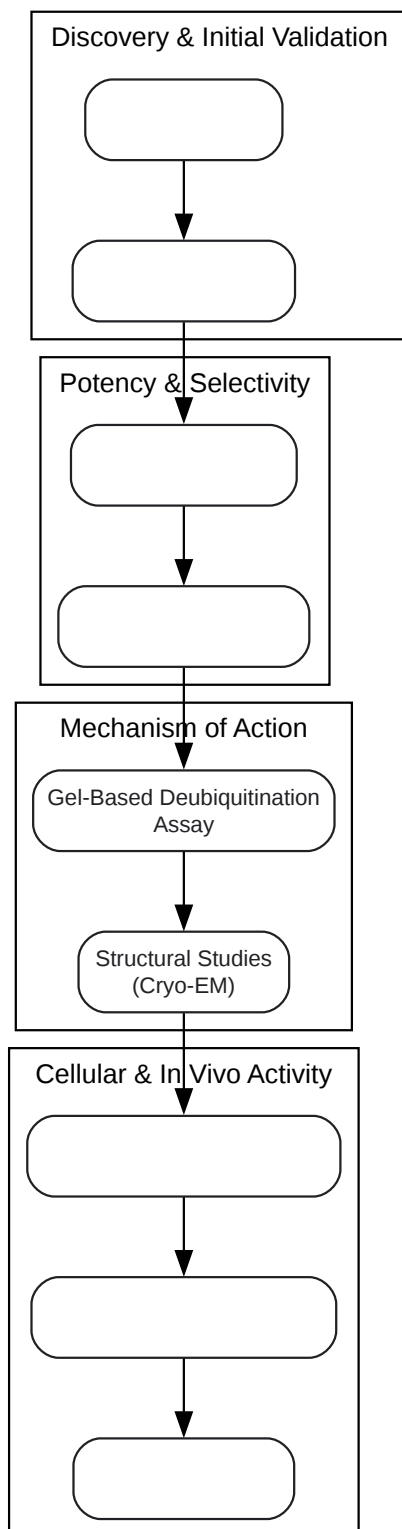 Discovery & Initial Validation
Potency & Selectivity
Mechanism of Action
Gel-Based Deubiquitination
Assay
Structural Studies
(Cryo-EM)
Cellular & In Vivo Activity